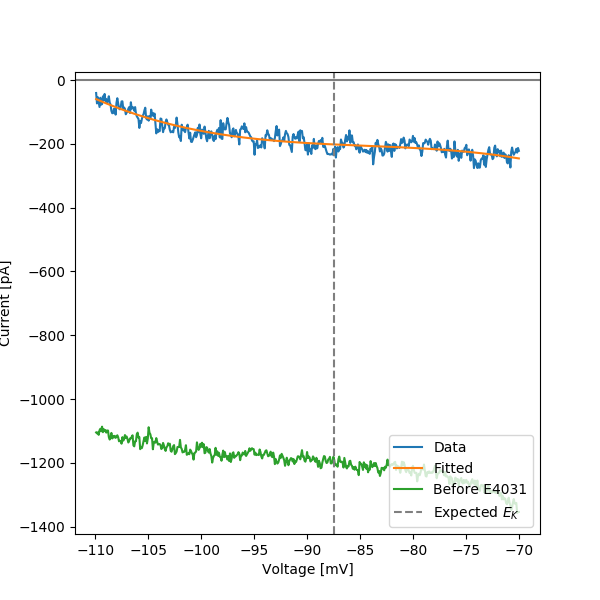 0
−200
−400
−600
−800
−1000
−1200
−1400
Current [pA]
Data
Fitted
Before E4031
Expected E_K
−110
−105
−100
−95
−90
−85
−80
−75
−70
Voltage [mV]